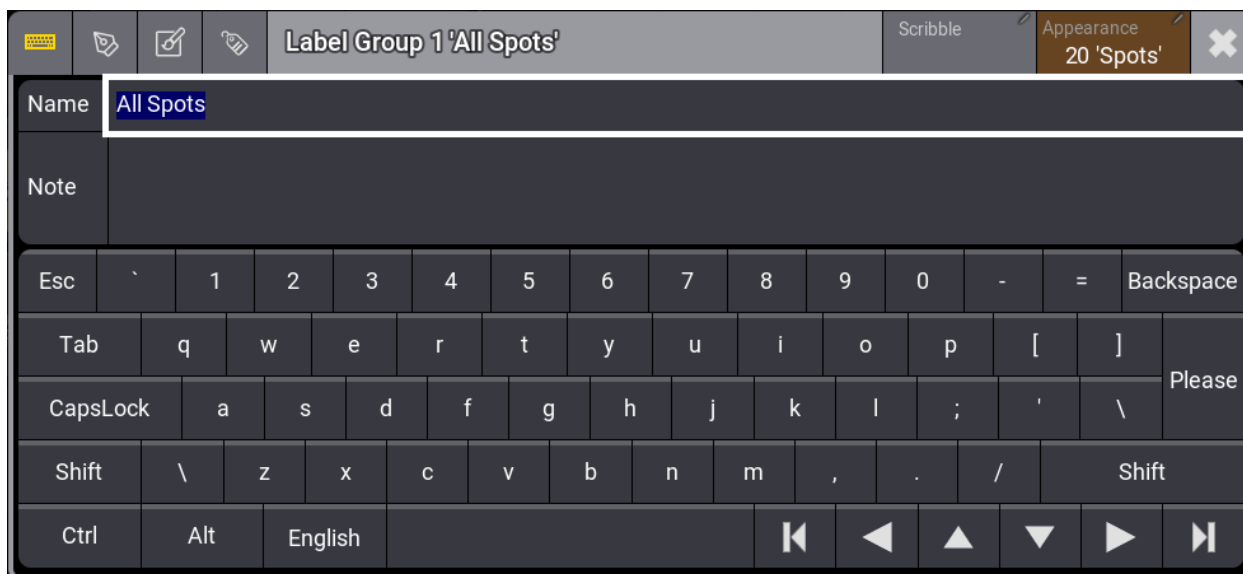 Label Group 1 'All Spots'
Scribble
Appearance
20 'Spots'
Name All Spots
Note
Esc ` 1 2 3 4 5 6 7 8 9 0 - = Backspace
Tab q w e r t y u i o p [ ]
Please
CapsLock a s d f g h j k l ; ' \
Shift \ z x c v b n m , . / Shift
Ctrl Alt English